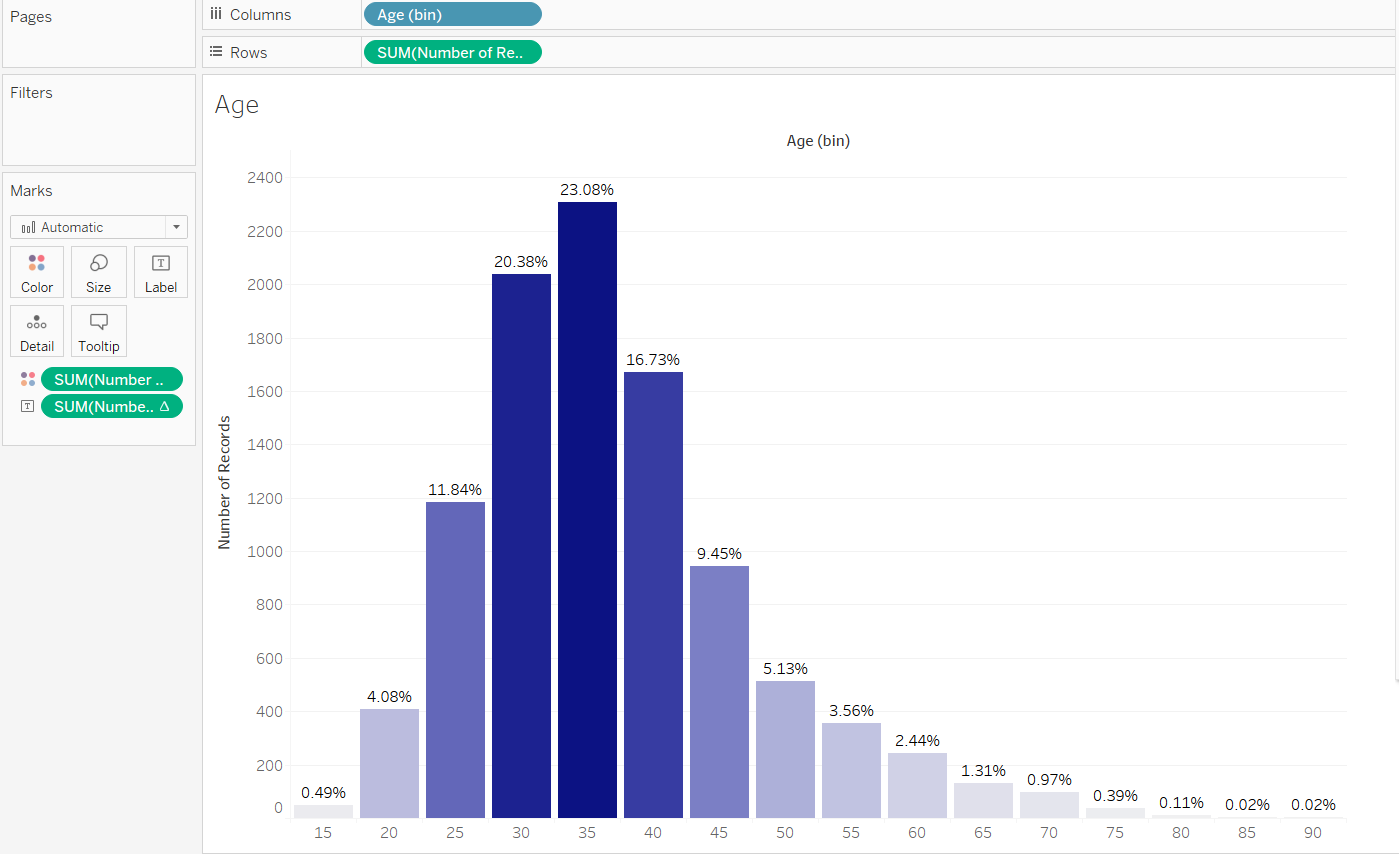 Pages
Columns
Age (bin)
Rows
SUM(Number of Re..
Filters
Marks
Automatic
Color
Size
T
Label
Detail
Tooltip
SUM(Number ..
T
SUM(Numbe.. Δ
Age
Age (bin)
Number of Records
2400
2200
2000
1800
1600
1400
1200
1000
800
600
400
200
0
0.49%
4.08%
11.84%
20.38%
23.08%
16.73%
9.45%
5.13%
3.56%
2.44%
1.31%
0.97%
0.39%
0.11%
0.02%
0.02%
15 20 25 30 35 40 45 50 55 60 65 70 75 80 85 90